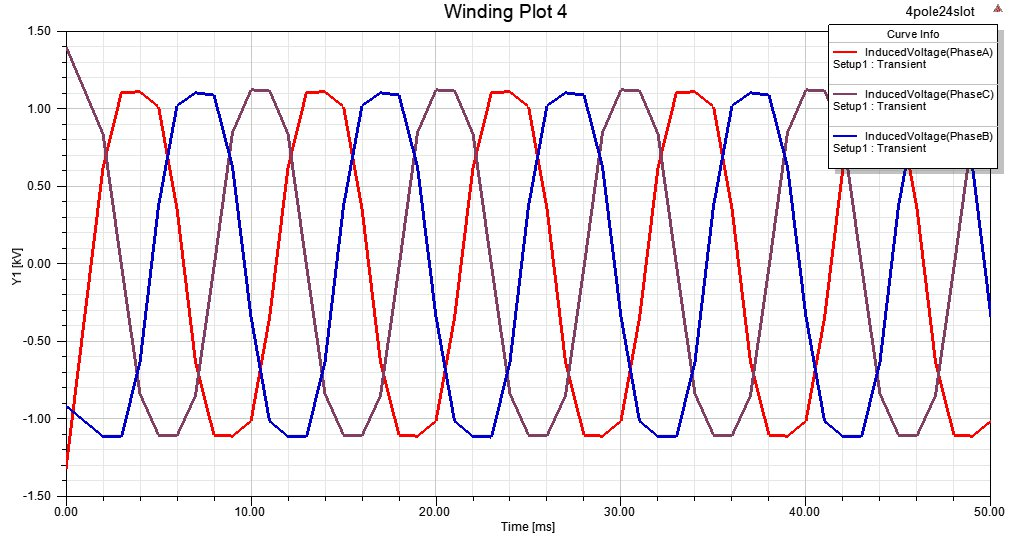 Winding Plot 4
4pole24slot
Curve Info
InducedVoltage(PhaseA)
Setup1 : Transient
InducedVoltage(PhaseC)
Setup1 : Transient
InducedVoltage(PhaseB)
Setup1 : Transient
1.50
1.00
0.50
0.00
-0.50
-1.00
-1.50
Y1 [kV]
0.00 10.00 20.00 30.00 40.00 50.00
Time [ms]